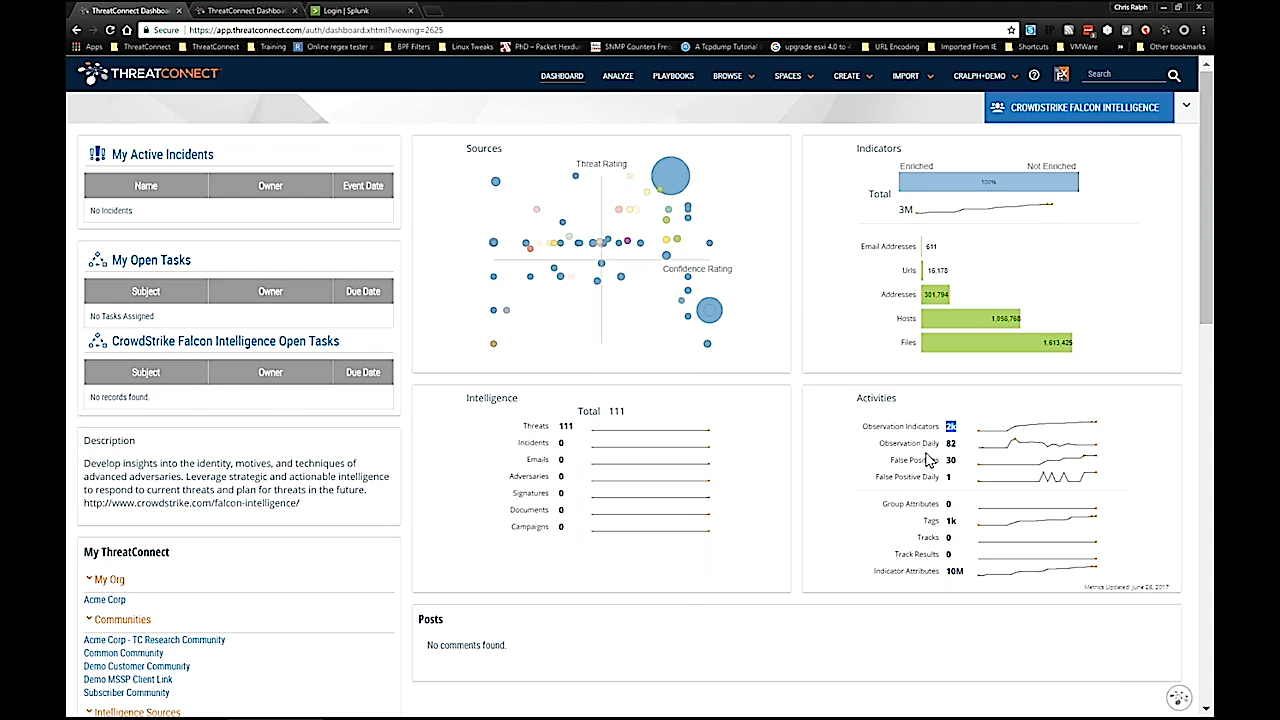 Chris Ralph
ThreatConnect Dashboa
ThreatConnect Dashboa
Login | Splunk
Secure
https://app.threatconnect.com/auth/dashboard.xhtml?viewing=2625
Apps
ThreatConnect
ThreatConnect
Training
Online regex tester
BPF Filters
Linux Tweaks
PhD – Packet Hexdum
SNMP Counters Freq
A Tcpdump Tutorial
upgrade esxi 4.0 to
URL Encoding
Imported From IE
Shortcuts
VMWare
»
Other bookmarks
THREATCONNECT
DASHBOARD
ANALYZE
PLAYBOOKS
BROWSE
SPACES
CREATE
IMPORT
CRALPH+DEMO
Search
CROWDSTRIKE FALCON INTELLIGENCE
My Active Incidents
Name Owner Event Date
No Incidents
My Open Tasks
Subject Owner Due Date
No Tasks Assigned
CrowdStrike Falcon Intelligence Open Tasks
Subject Owner Due Date
No records found.
Description
Develop insights into the identity, motives, and techniques of
advanced adversaries. Leverage strategic and actionable intelligence
to respond to current threats and plan for threats in the future.
http://www.crowdstrike.com/falcon-intelligence/
My ThreatConnect
My Org
Acme Corp
Communities
Acme Corp - TC Research Community
Common Community
Demo Customer Community
Demo MSSP Client Link
Subscriber Community
Intelligence Sources
Sources
Threat Rating
Confidence Rating
Indicators
Enriched Not Enriched
100%
Total
3M
Email Addresses 611
Urls 16,178
Addresses 301,794
Hosts 1,056,768
Files 1,613,425
Intelligence
Total 111
Threats 111
Incidents 0
Emails 0
Adversaries 0
Signatures 0
Documents 0
Campaigns 0
Activities
Observation Indicators 2k
Observation Daily 82
False Positives 30
False Positive Daily 1
Group Attributes 0
Tags 1k
Tracks 0
Track Results 0
Indicator Attributes 10M
Metrics Updated: June 28, 2017
Posts
No comments found.